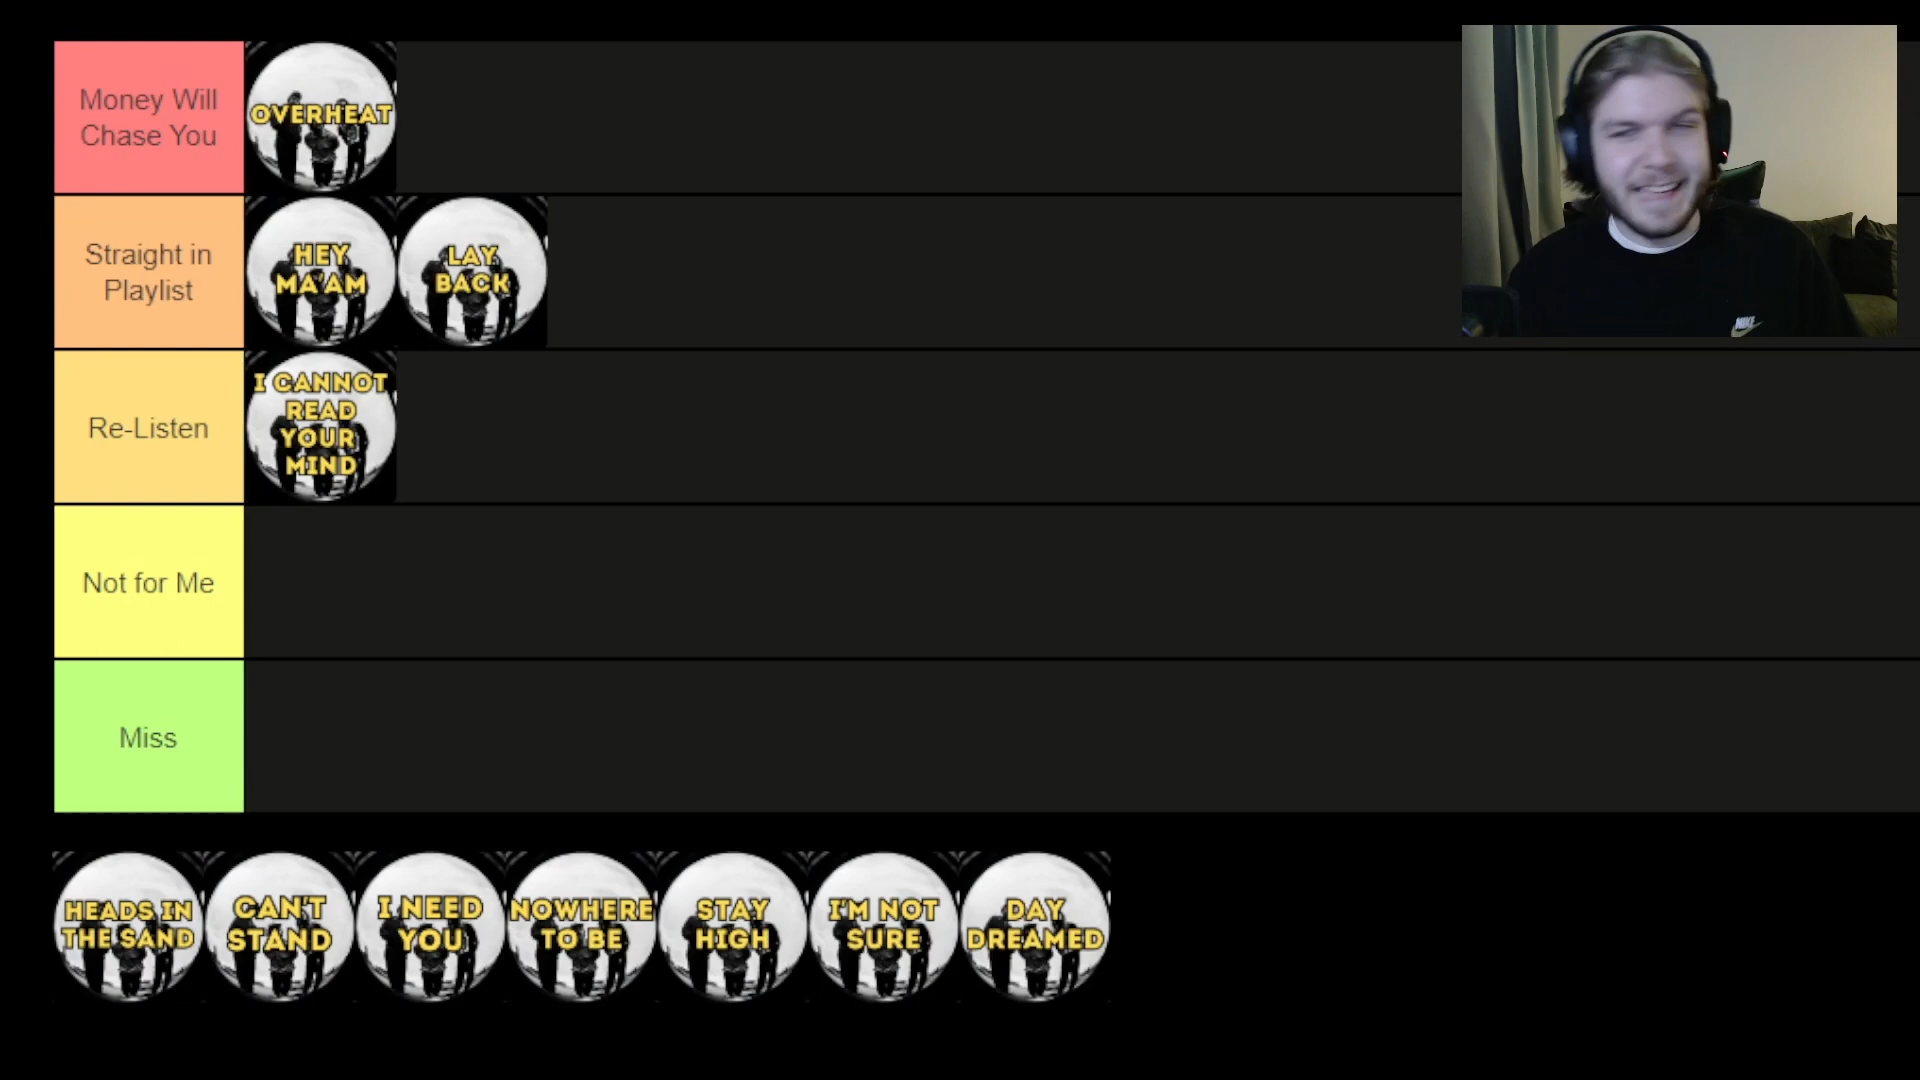 Money Will
Chase You
OVERHEAT
Straight in
Playlist
HEY
MA'AM
LAY
BACK
Re-Listen
I CANNOT
READ
YOUR
MIND
Not for Me
Miss
HEADS IN
THE SAND
CAN'T
STAND
I NEED
YOU
NOWHERE
TO BE
STAY
HIGH
I'M NOT
SURE
DAY
DREAMED
NIKE